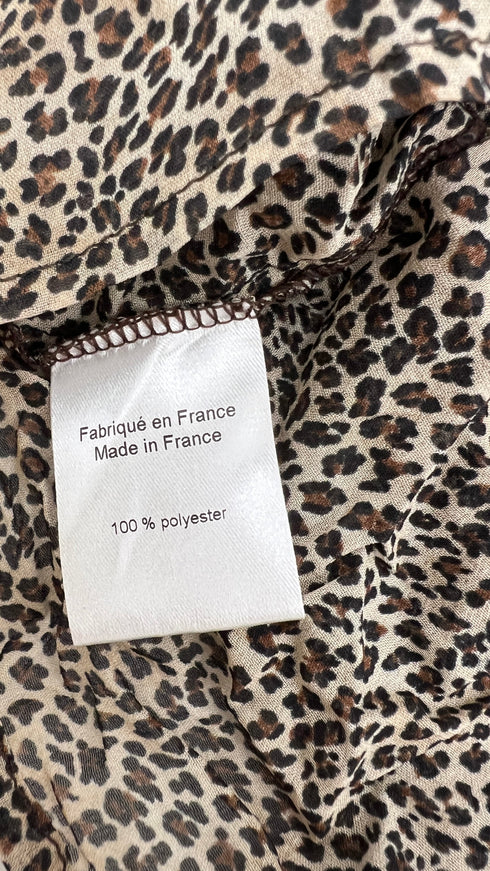 Fabriqué en France
Made in France
100 % polyester